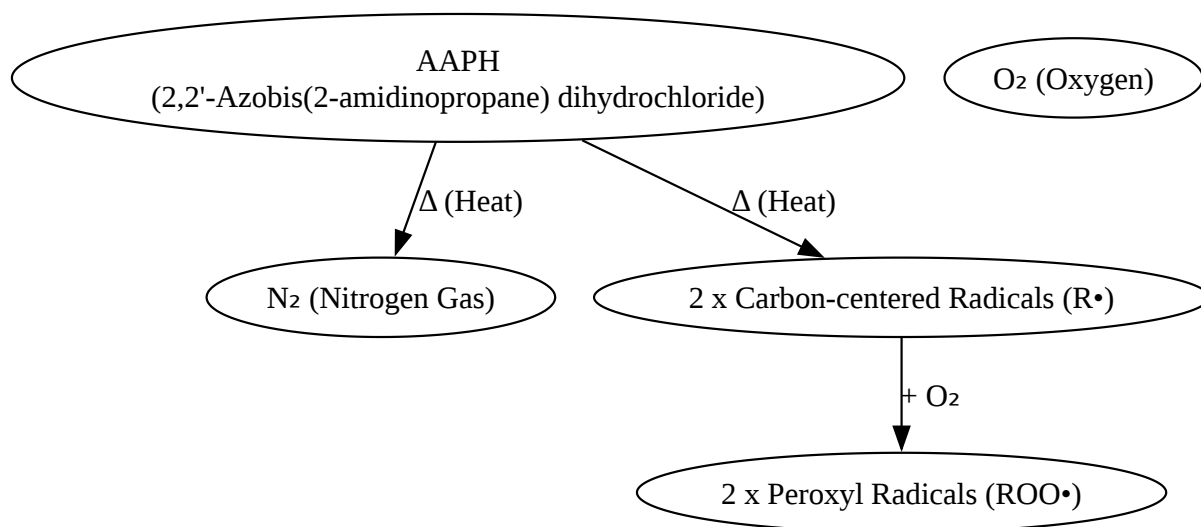 AAPH
(2,2'-Azobis(2-amidinopropane) dihydrochloride)
O₂ (Oxygen)
Δ (Heat)
Δ (Heat)
N₂ (Nitrogen Gas)
2 x Carbon-centered Radicals (R•)
+ O₂
2 x Peroxyl Radicals (ROO•)